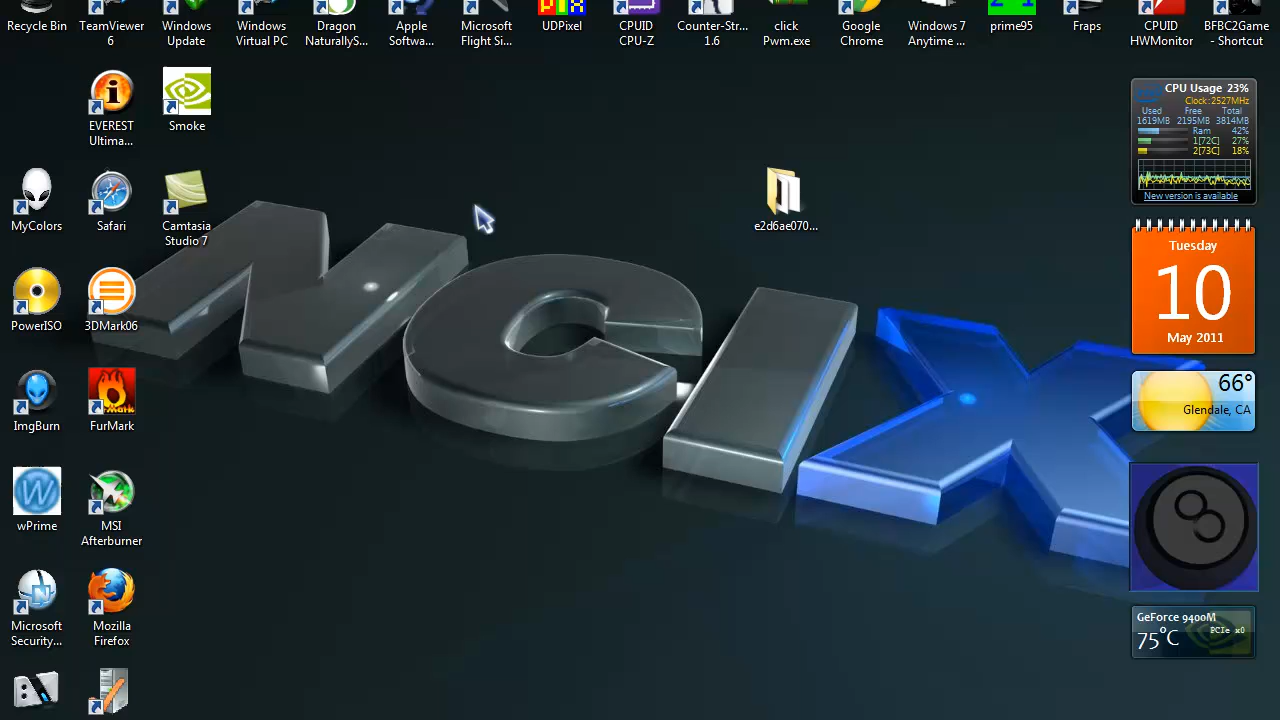 Recycle Bin
TeamViewer
6
Windows
Update
Windows
Virtual PC
Dragon
NaturallyS...
Apple
Softwa...
Microsoft
Flight Si...
UDPixel
CPUID
CPU-Z
Counter-Str...
1.6
click
Pwm.exe
Google
Chrome
Windows 7
Anytime ...
prime95
Fraps
CPUID
HWMonitor
BFBC2Game
- Shortcut
EVEREST
Ultima...
Smoke
MyColors
Safari
Camtasia
Studio 7
e2d6ae070...
PowerISO
3DMark06
ImgBurn
FurMark
wPrime
MSI
Afterburner
Microsoft
Security...
Mozilla
Firefox
NCIX
CPU Usage 23%
Clock: 2527MHz
Used Free Total
1619MB 2195MB 3814MB
Ram 42%
1[72C] 27%
2[73C] 18%
New version is available
Tuesday
10
May 2011
66°
Glendale, CA
8
GeForce 9400M
PCIe x0
75°C